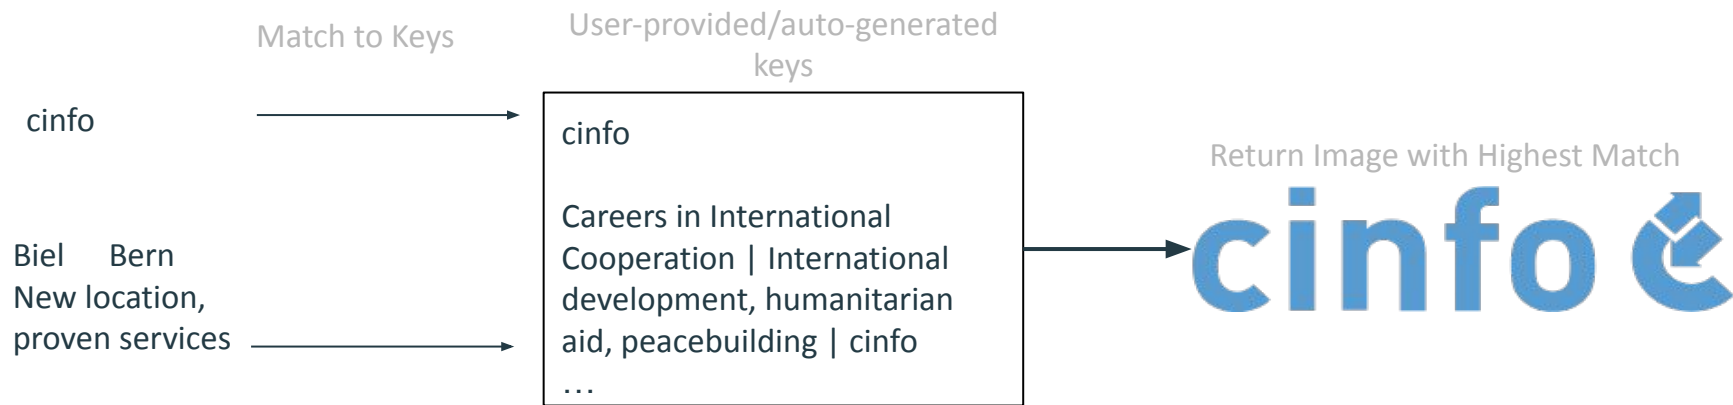 Match to Keys
User-provided/auto-generated
keys
cinfo
cinfo
Careers in International
Cooperation | International
development, humanitarian
aid, peacebuilding | cinfo
...
Biel Bern
New location,
proven services
Return Image with Highest Match
cinfo